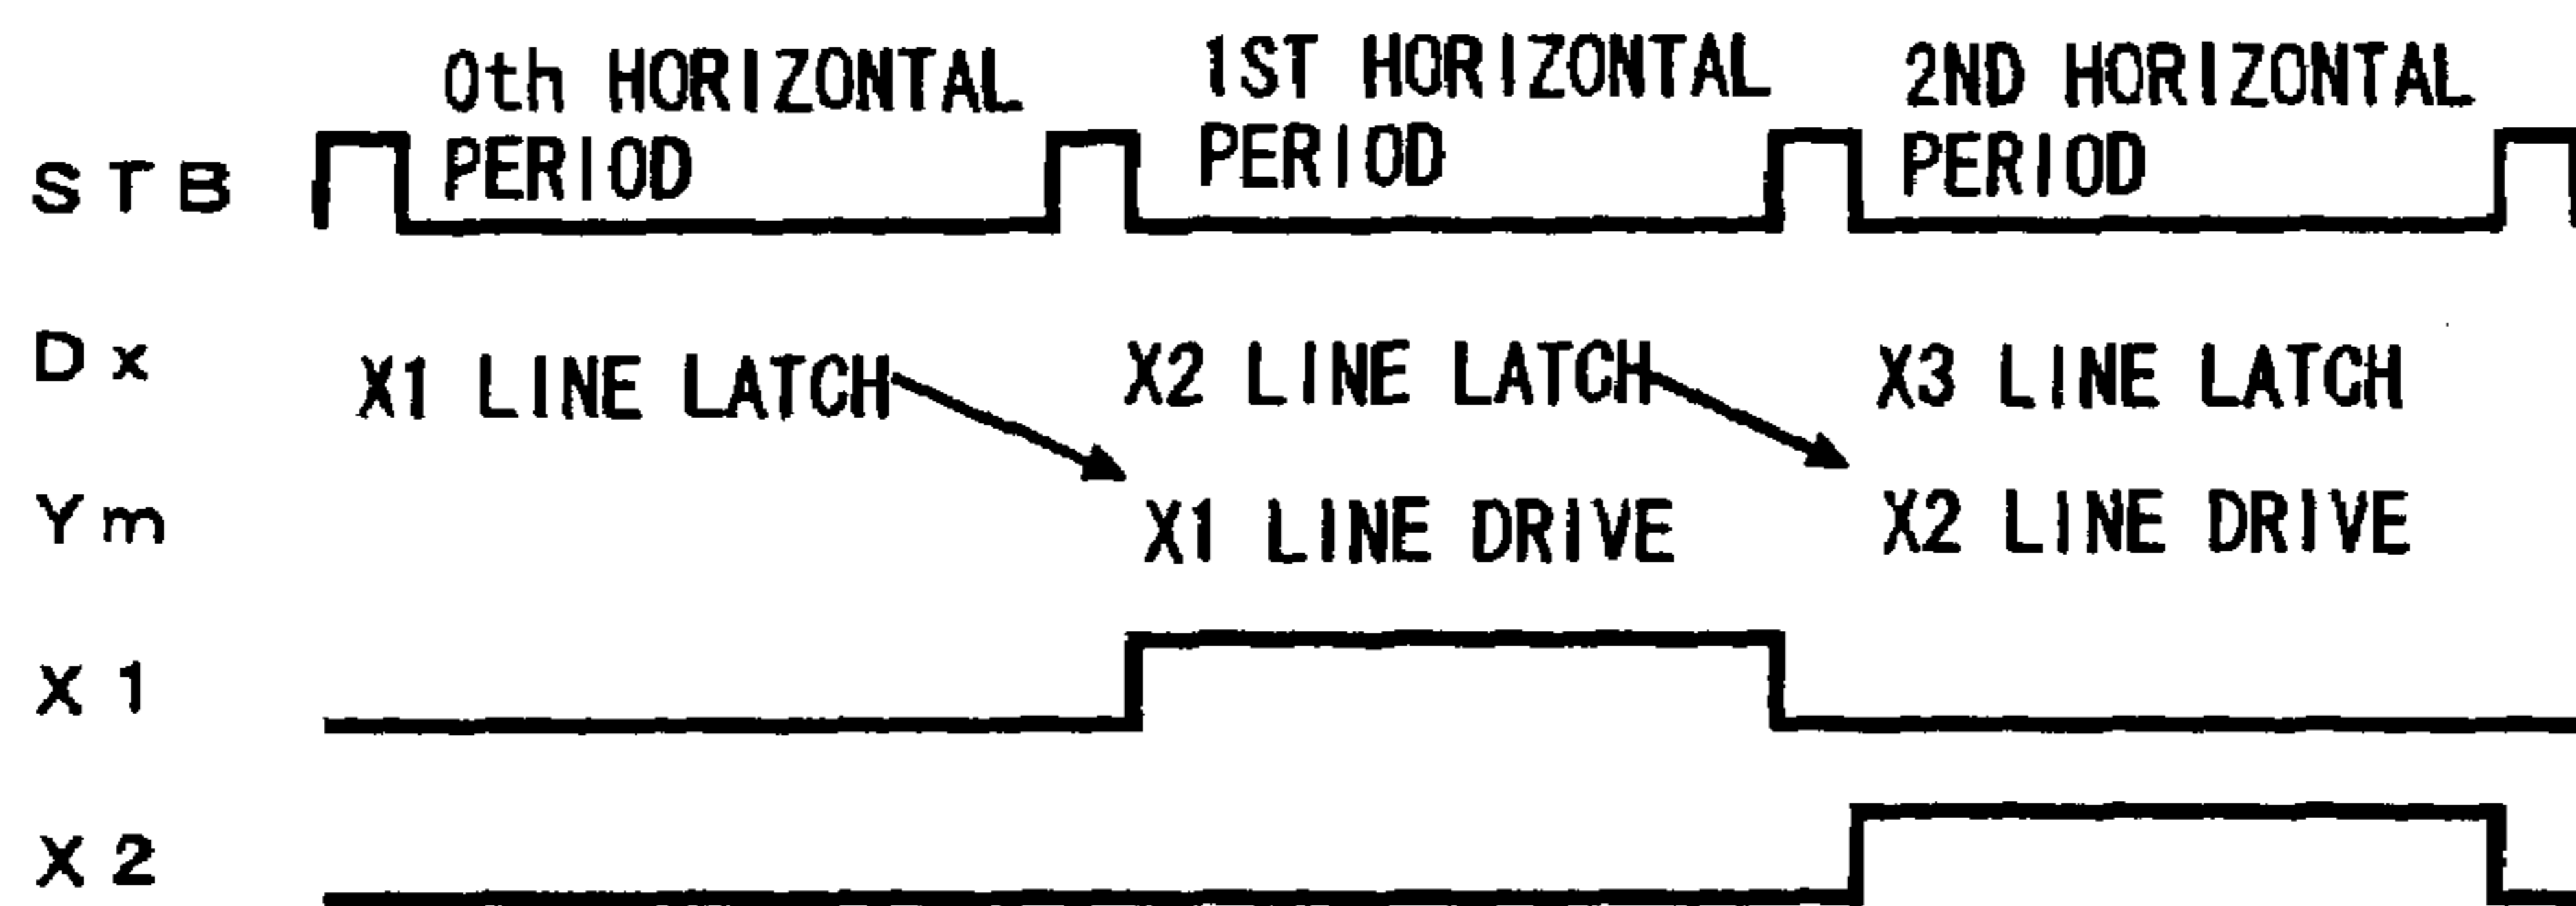 0th HORIZONTAL
PERIOD
1ST HORIZONTAL
PERIOD
2ND HORIZONTAL
PERIOD
STB
Dx
X1 LINE LATCH
X2 LINE LATCH
X3 LINE LATCH
Ym
X1 LINE DRIVE
X2 LINE DRIVE
X1
X2